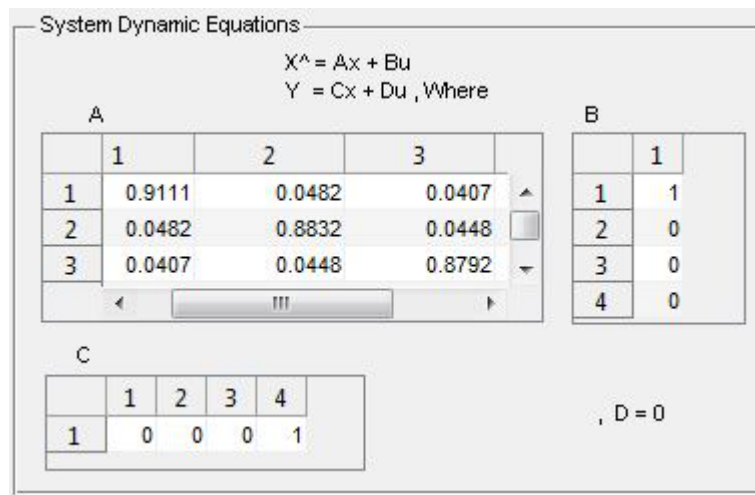 System Dynamic Equations
X^ = Ax + Bu
Y = Cx + Du , Where
A
1 2 3
1 0.9111 0.0482 0.0407
2 0.0482 0.8832 0.0448
3 0.0407 0.0448 0.8792
B
1
1 1
2 0
3 0
4 0
C
1 2 3 4
1 0 0 0 1
, D = 0